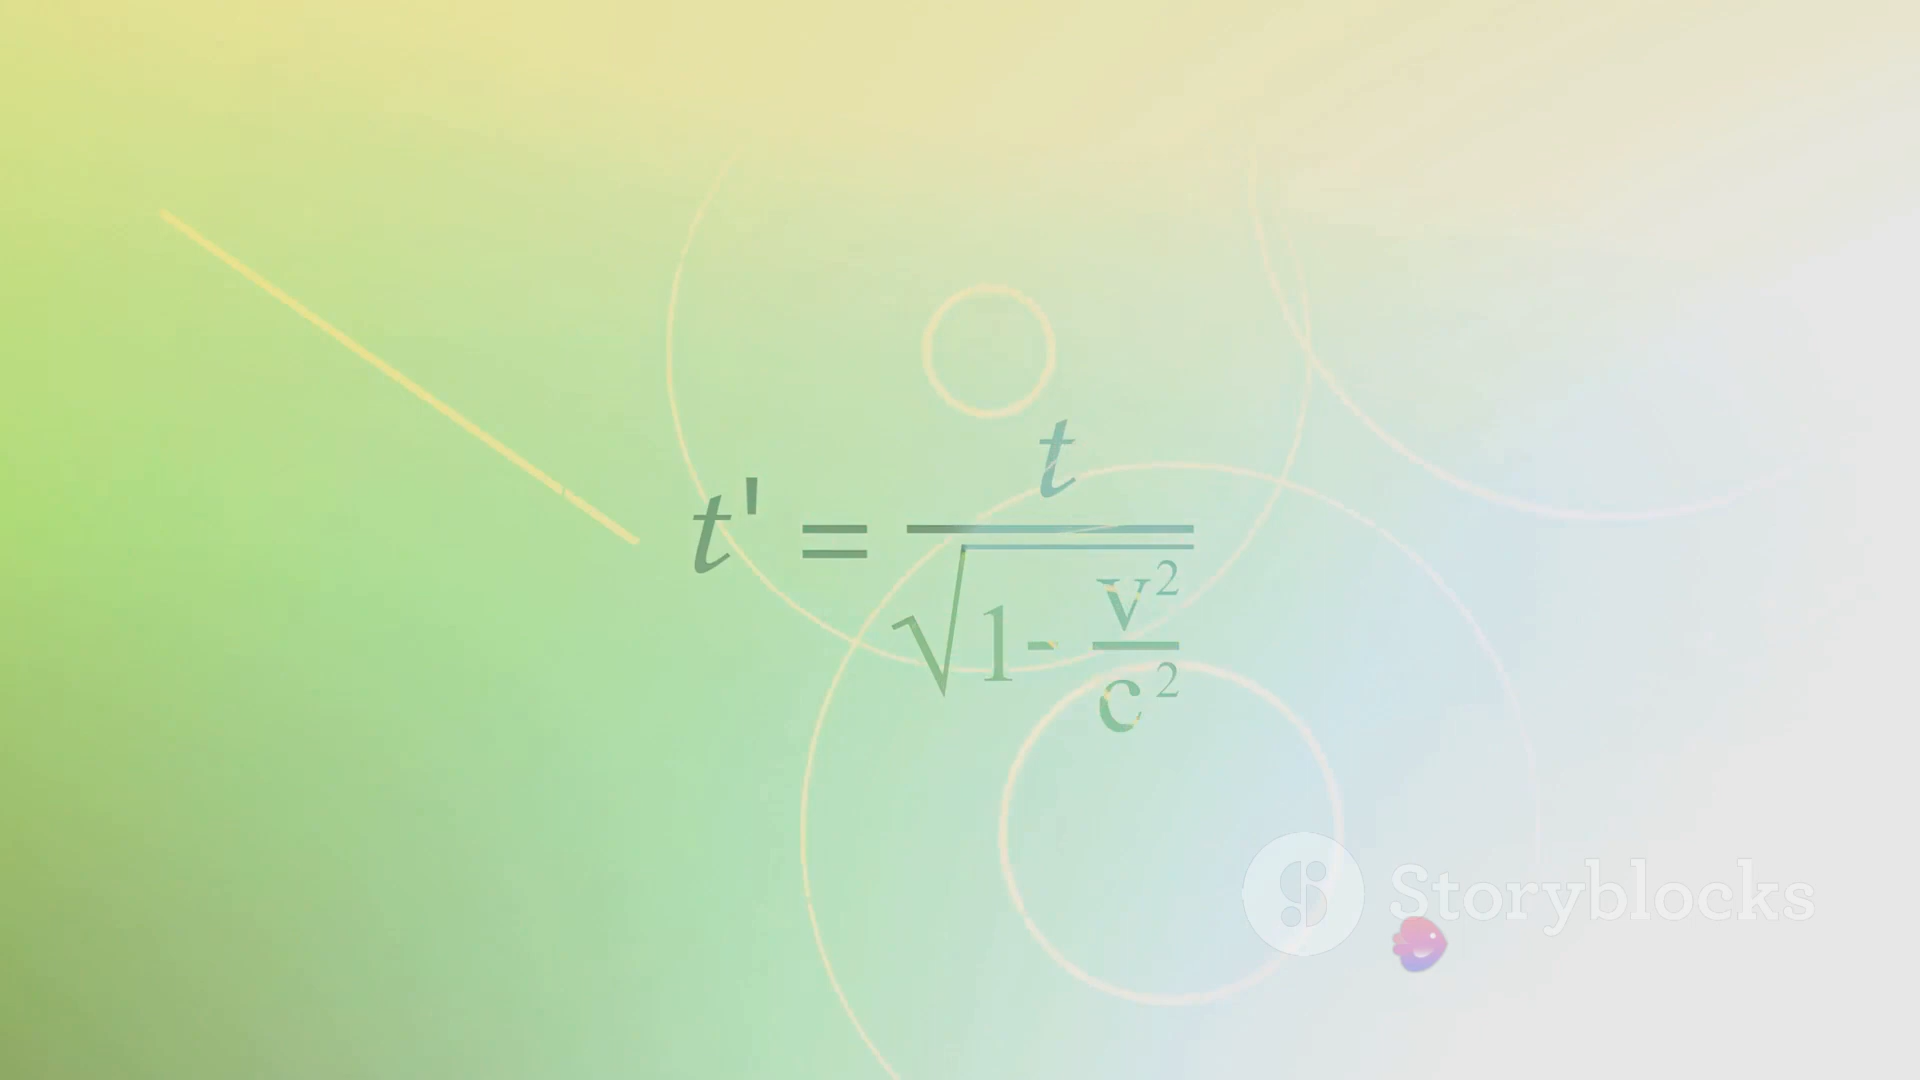 t' = t / √(1 - v²/c²)
Storyblocks